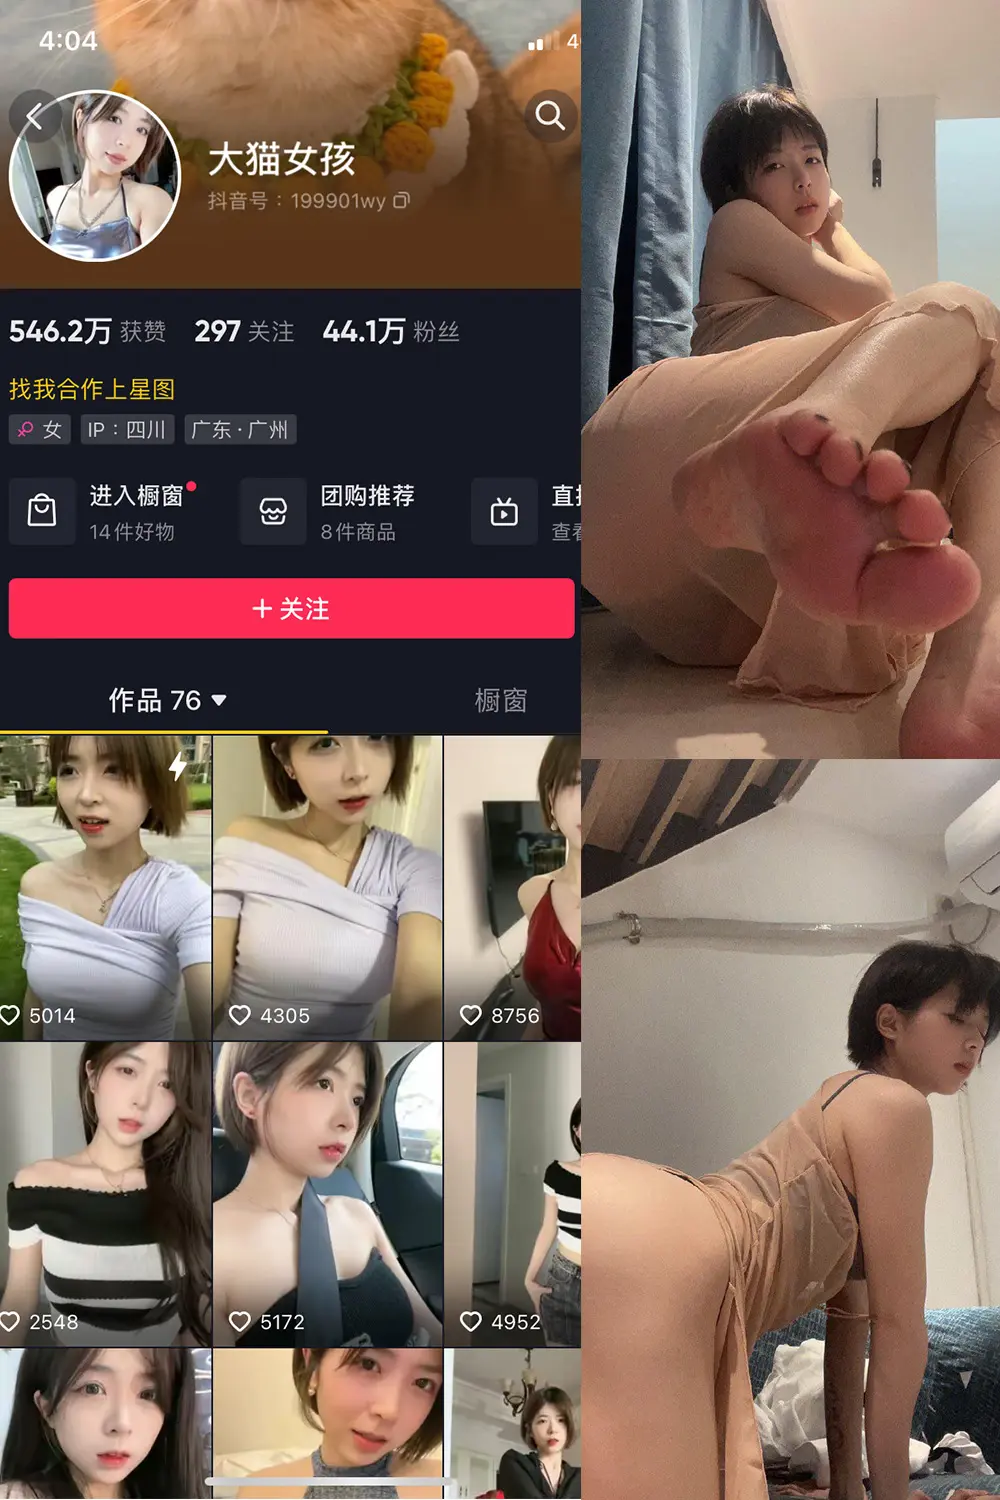 4:04
4
大猫女孩
抖音号：199901wy
546.2万 获赞 297 关注 44.1万 粉丝
找我合作上星图
女 IP：四川 广东·广州
进入橱窗 团购推荐
14件好物 8件商品 查看
+ 关注
作品 76 橱窗
5014 4305 8756
2548 5172 4952